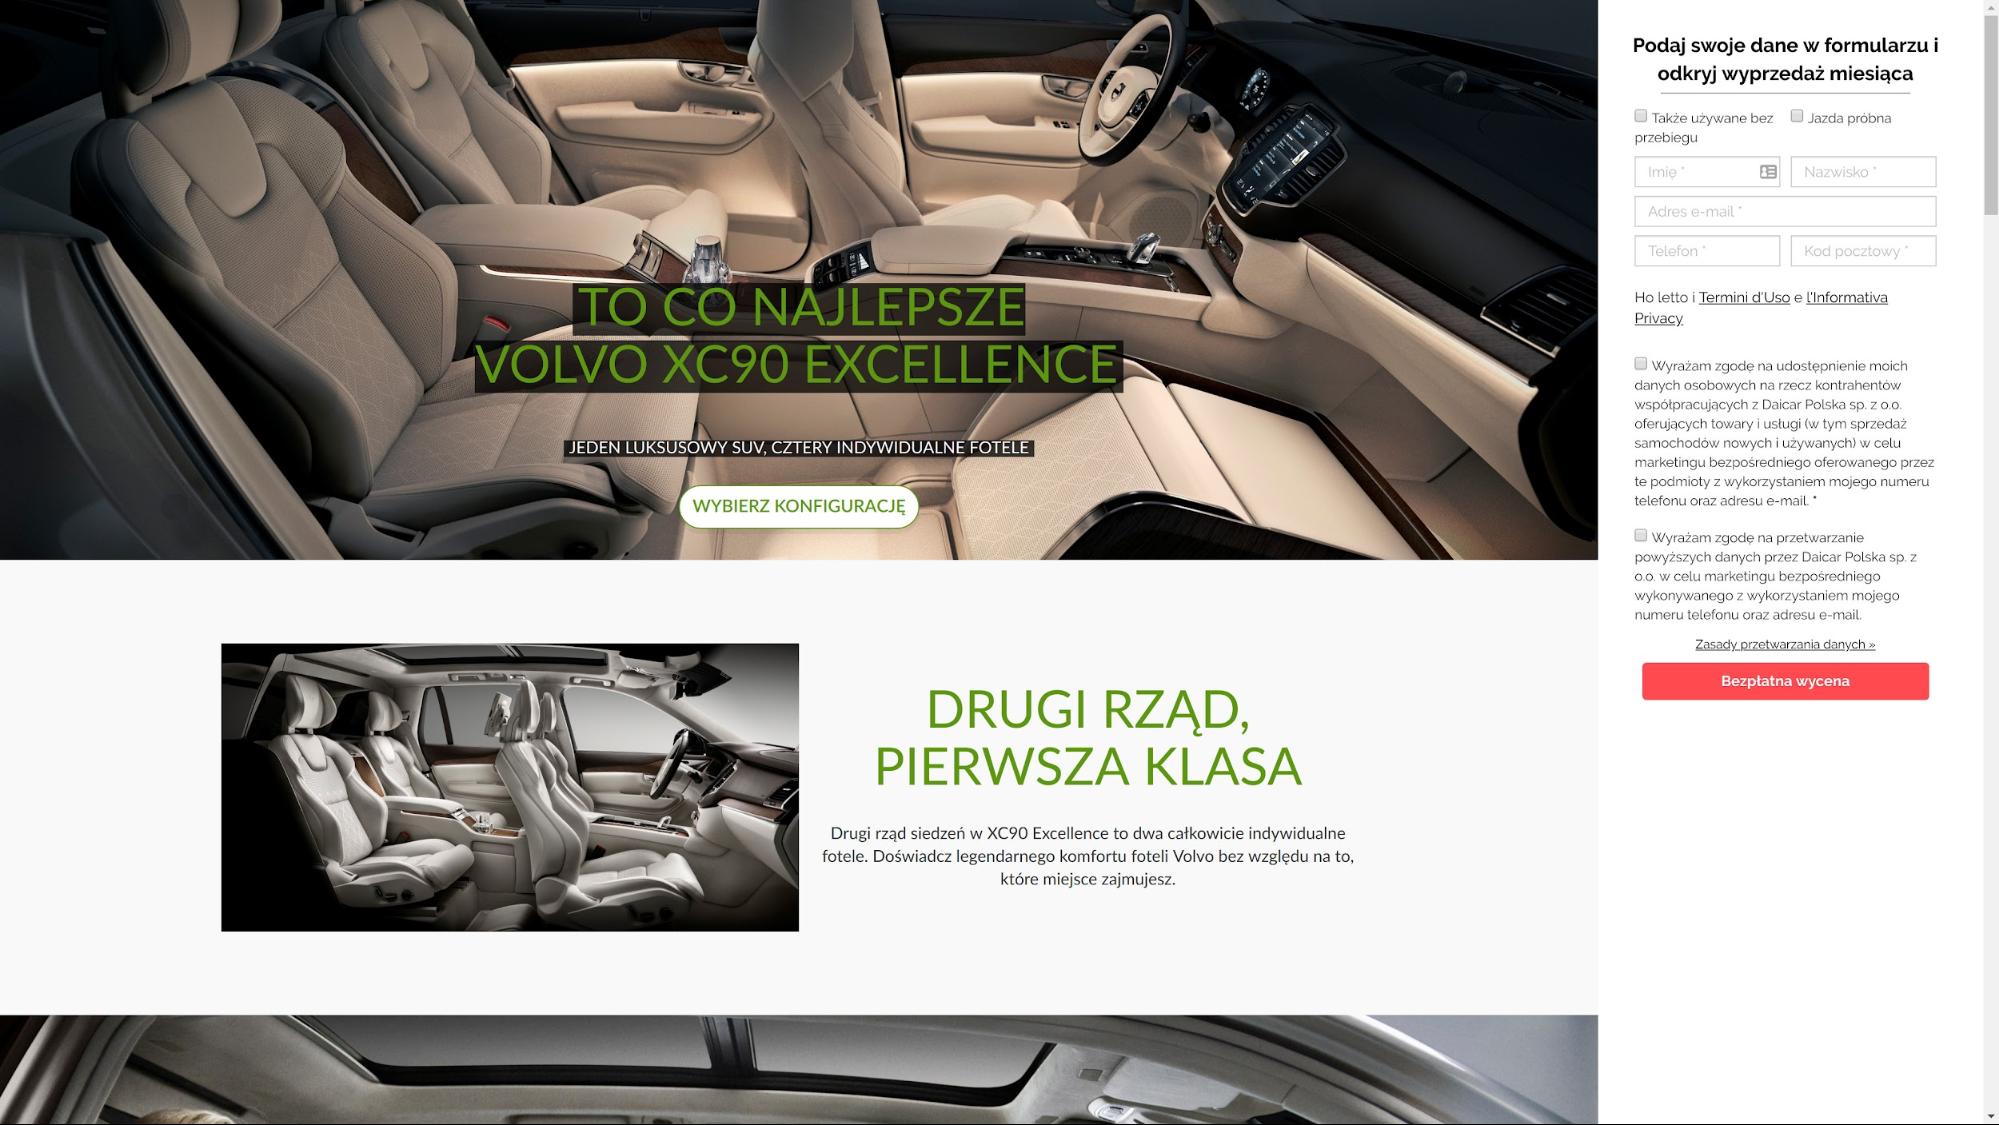 TO CO NAJLEPSZE
VOLVO XC90 EXCELLENCE
JEDEN LUKSUSOWY SUV, CZTERY INDYWIDUALNE FOTELE
WYBIERZ KONFIGURACJĘ
DRUGI RZĄD,
PIERWSZA KLASA
Drugi rząd siedzeń w XC90 Excellence to dwa całkowicie indywidualne
fotele. Doświadcz legendarnego komfortu foteli Volvo bez względu na to,
które miejsce zajmujesz.
Podaj swoje dane w formularzu i
odkryj wyprzedaż miesiąca
Także używane bez
przebiegu
Jazda próbna
Imię *
Nazwisko *
Adres e-mail *
Telefon *
Kod pocztowy *
Ho letto i Termini d'Uso e l'Informativa
Privacy
Wyrażam zgodę na udostępnienie moich
danych osobowych na rzecz kontrahentów
współpracujących z Daicar Polska sp. z o.o.
oferujących towary i usługi (w tym sprzedaż
samochodów nowych i używanych) w celu
marketingu bezpośredniego oferowanego przez
te podmioty z wykorzystaniem mojego numeru
telefonu oraz adresu e-mail. *
Wyrażam zgodę na przetwarzanie
powyższych danych przez Daicar Polska sp. z
o.o. w celu marketingu bezpośredniego
wykonywanego z wykorzystaniem mojego
numeru telefonu oraz adresu e-mail.
Zasady przetwarzania danych »
Bezpłatna wycena